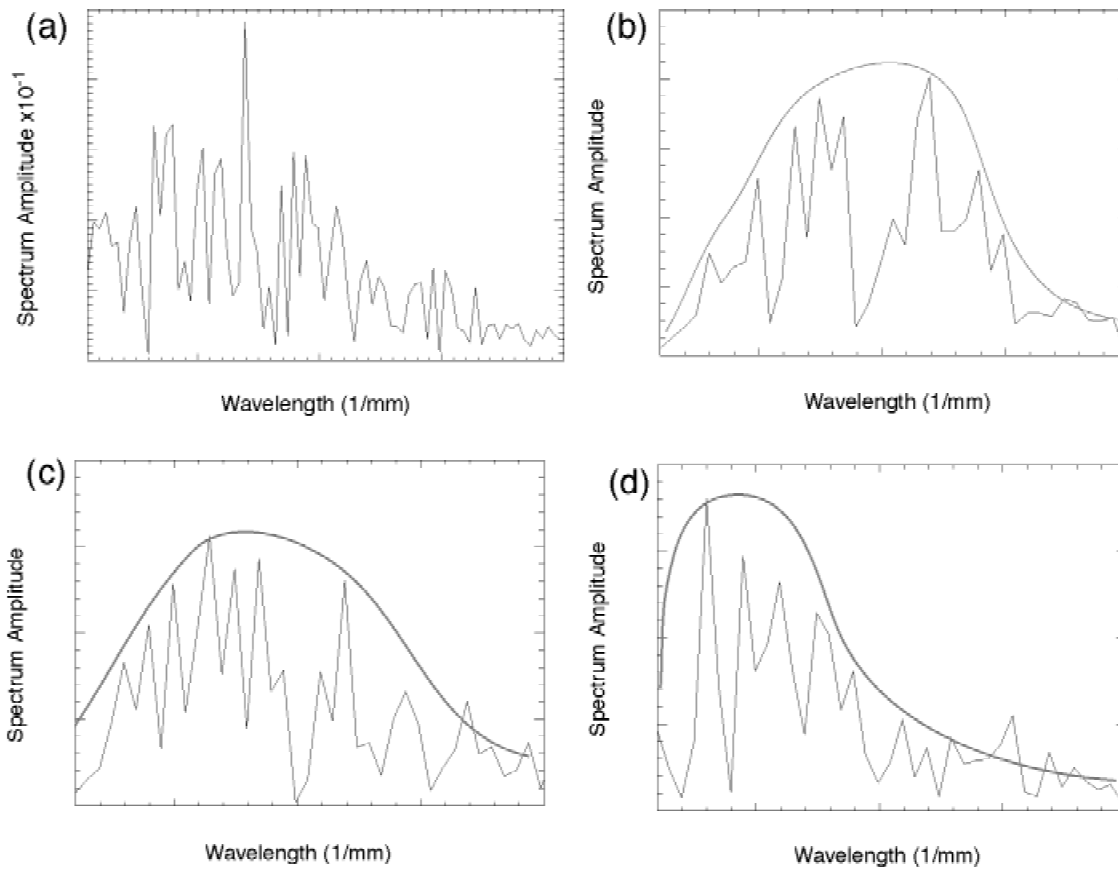 (a)
Spectrum Amplitude x10⁻¹
Wavelength (1/mm)
(b)
Spectrum Amplitude
Wavelength (1/mm)
(c)
Spectrum Amplitude
Wavelength (1/mm)
(d)
Spectrum Amplitude
Wavelength (1/mm)